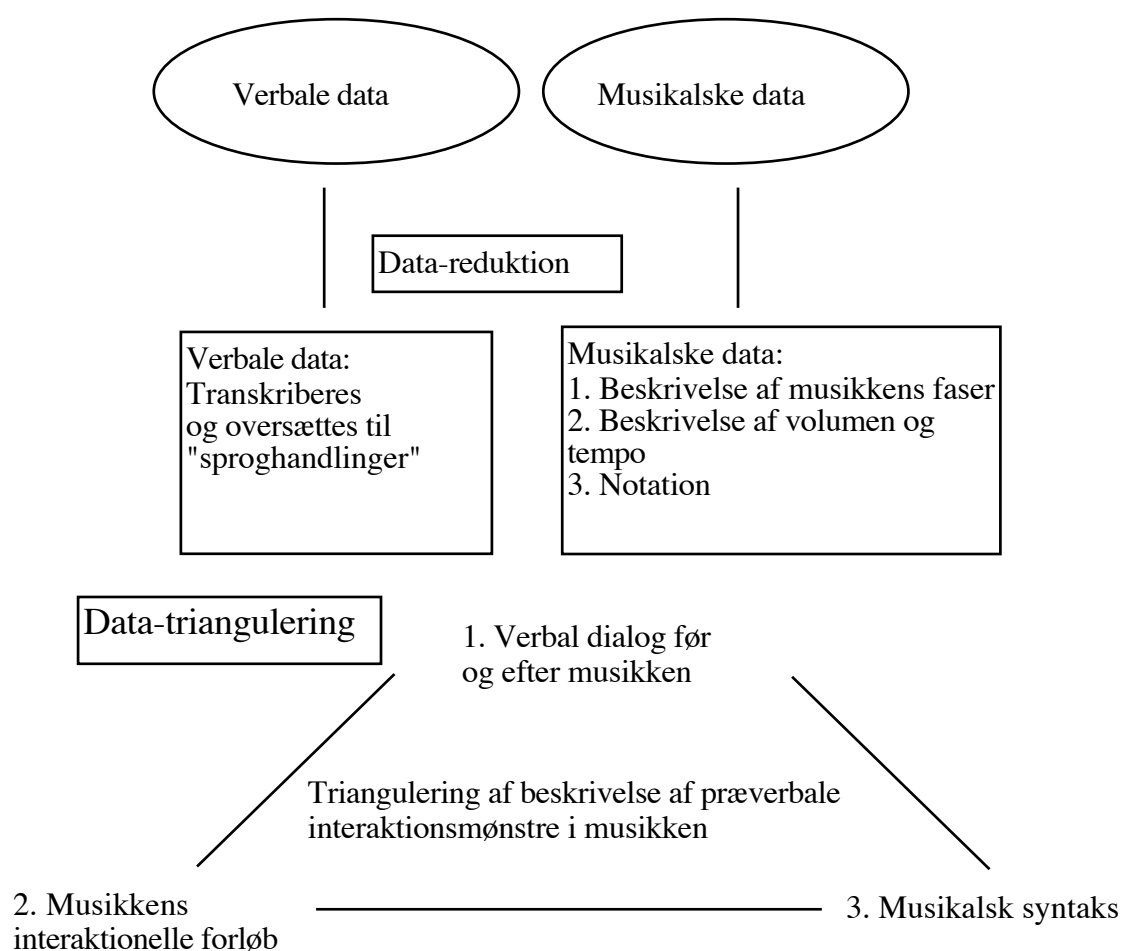 Verbale data
Musikalske data
Data-reduktion
Verbale data:
Transkriberes
og oversættes til
"sproghandlinger"
Musikalske data:
1. Beskrivelse af musikkens faser
2. Beskrivelse af volumen og
tempo
3. Notation
Data-triangulering
1. Verbal dialog før
og efter musikken
Triangulering af beskrivelse af præverbale
interaktionsmønstre i musikken
2. Musikkens
interaktionelle forløb
3. Musikalsk syntaks